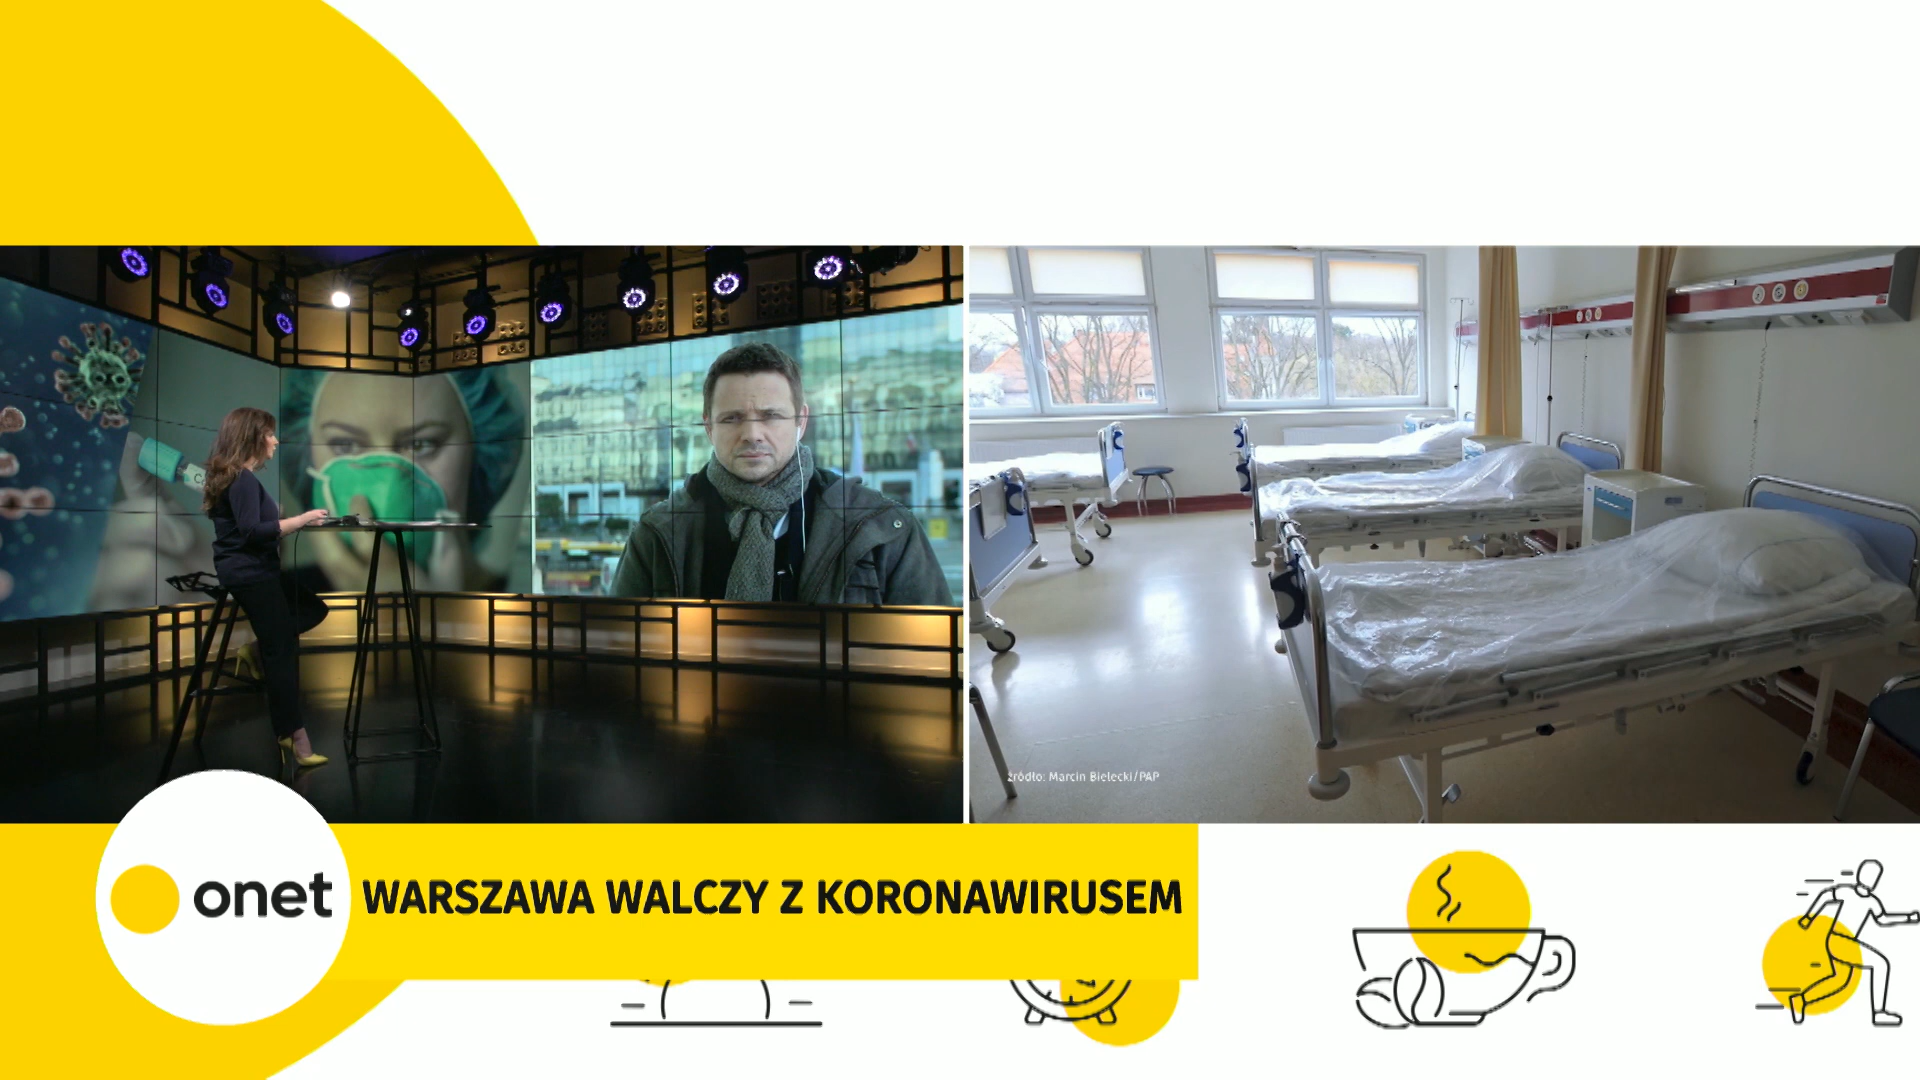 źródło: Marcin Bielecki/PAP
onet
WARSZAWA WALCZY Z KORONAWIRUSEM